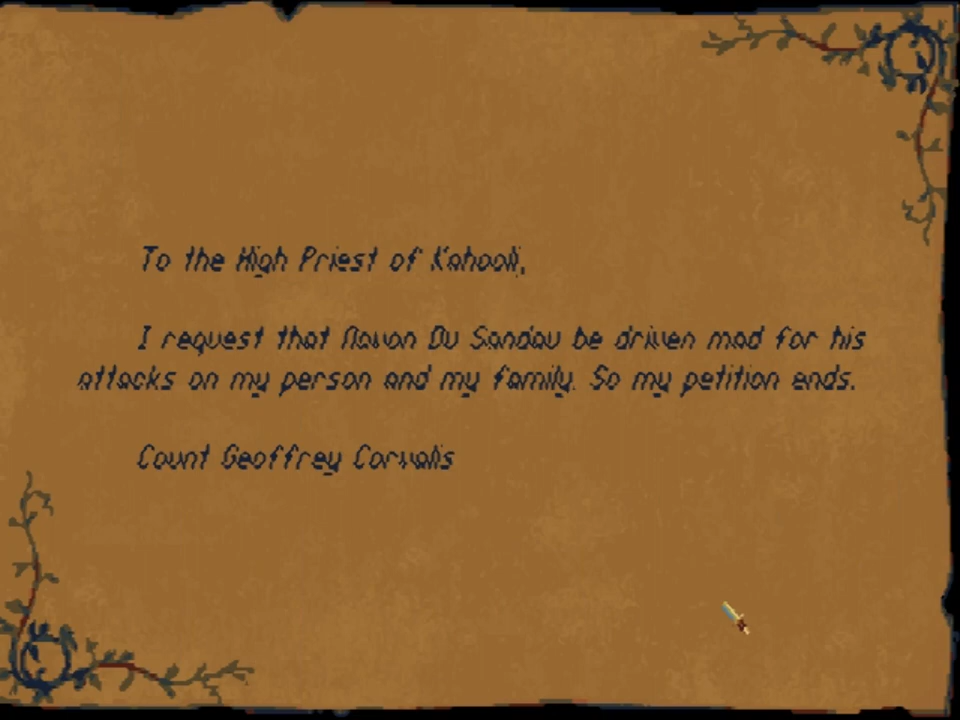 To the High Priest of Kahooli,
I request that Navon Du Sandau be driven mad for his
attacks on my person and my family. So my petition ends.
Count Geoffrey Corvalis